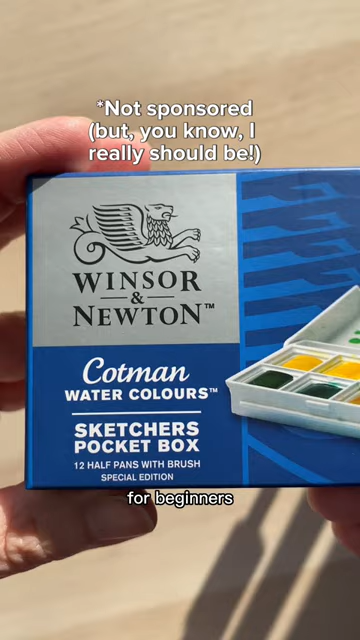 *Not sponsored
(but, you know, I
really should be!)
WINSOR
&
NEWTON™
Cotman
WATER COLOURS™
SKETCHERS
POCKET BOX
12 HALF PANS WITH BRUSH
SPECIAL EDITION
for beginners